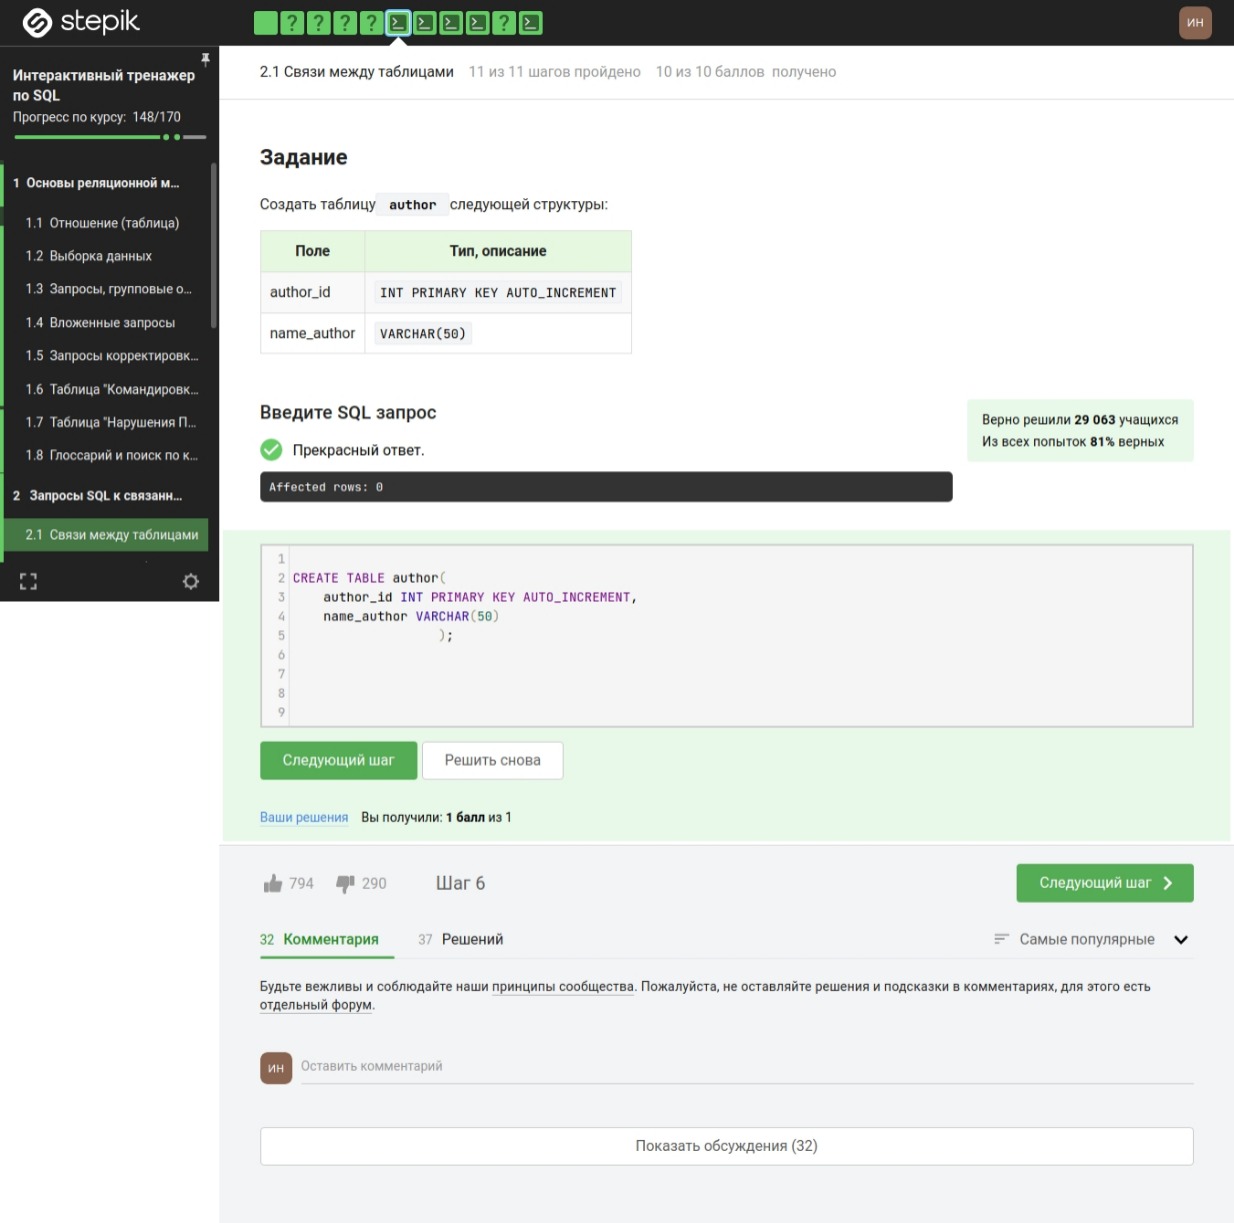 stepik
? ? ? ? ?
ИН
Интерактивный тренажер
по SQL
Прогресс по курсу: 148/170
1 Основы реляционной м...
1.1 Отношение (таблица)
1.2 Выборка данных
1.3 Запросы, групповые о...
1.4 Вложенные запросы
1.5 Запросы корректировк...
1.6 Таблица "Командировк...
1.7 Таблица "Нарушения П...
1.8 Глоссарий и поиск по к...
2 Запросы SQL к связанн...
2.1 Связи между таблицами
2.1 Связи между таблицами 11 из 11 шагов пройдено 10 из 10 баллов получено
Задание
Создать таблицу author следующей структуры:
Поле Тип, описание
author_id INT PRIMARY KEY AUTO_INCREMENT
name_author VARCHAR(50)
Введите SQL запрос
Прекрасный ответ.
Верно решили 29 063 учащихся
Из всех попыток 81% верных
Affected rows: 0
1
2 CREATE TABLE author(
3 author_id INT PRIMARY KEY AUTO_INCREMENT,
4 name_author VARCHAR(50)
5 );
6
7
8
9
Следующий шаг Решить снова
Ваши решения Вы получили: 1 балл из 1
794 290 Шаг 6 Следующий шаг
32 Комментария 37 Решений Самые популярные
Будьте вежливы и соблюдайте наши принципы сообщества. Пожалуйста, не оставляйте решения и подсказки в комментариях, для этого есть
отдельный форум.
ИН Оставить комментарий
Показать обсуждения (32)